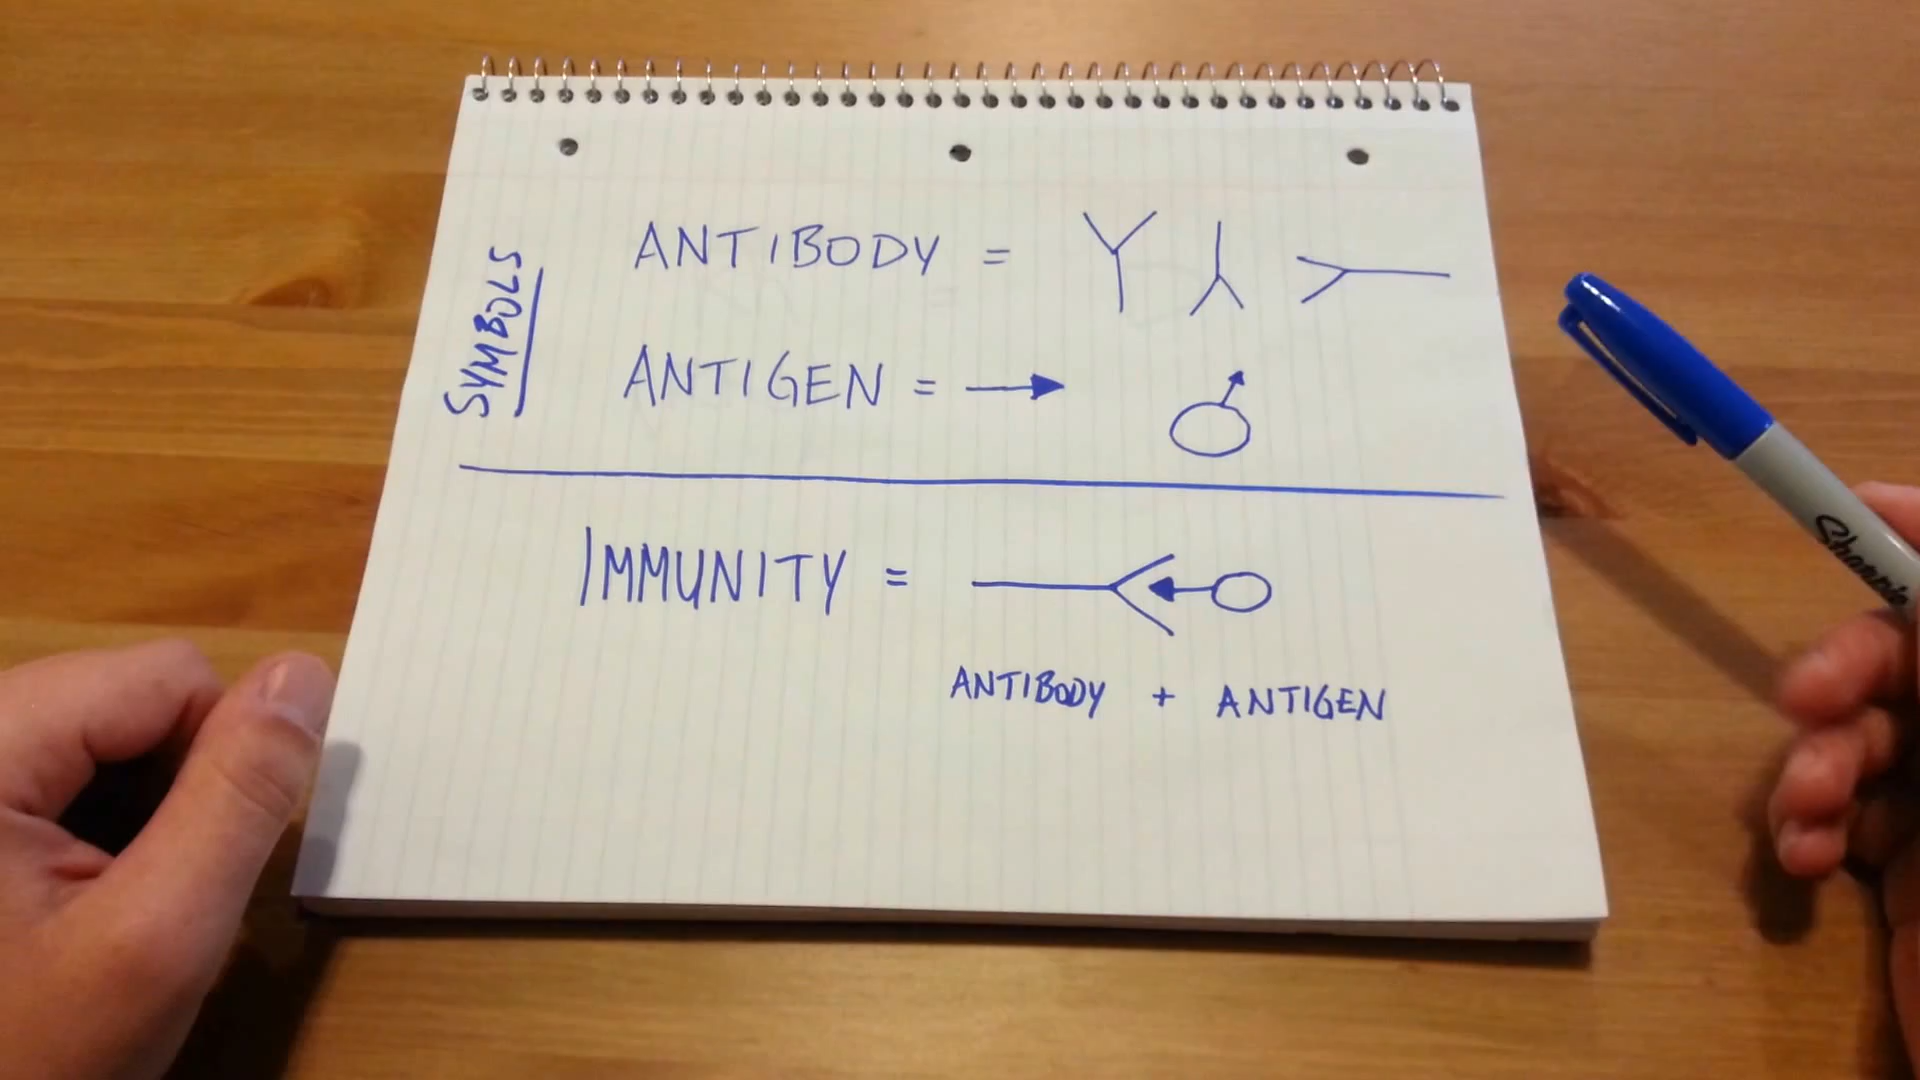 SYMBOLS
ANTIBODY =
ANTIGEN =
IMMUNITY =
ANTIBODY + ANTIGEN
Sharpie